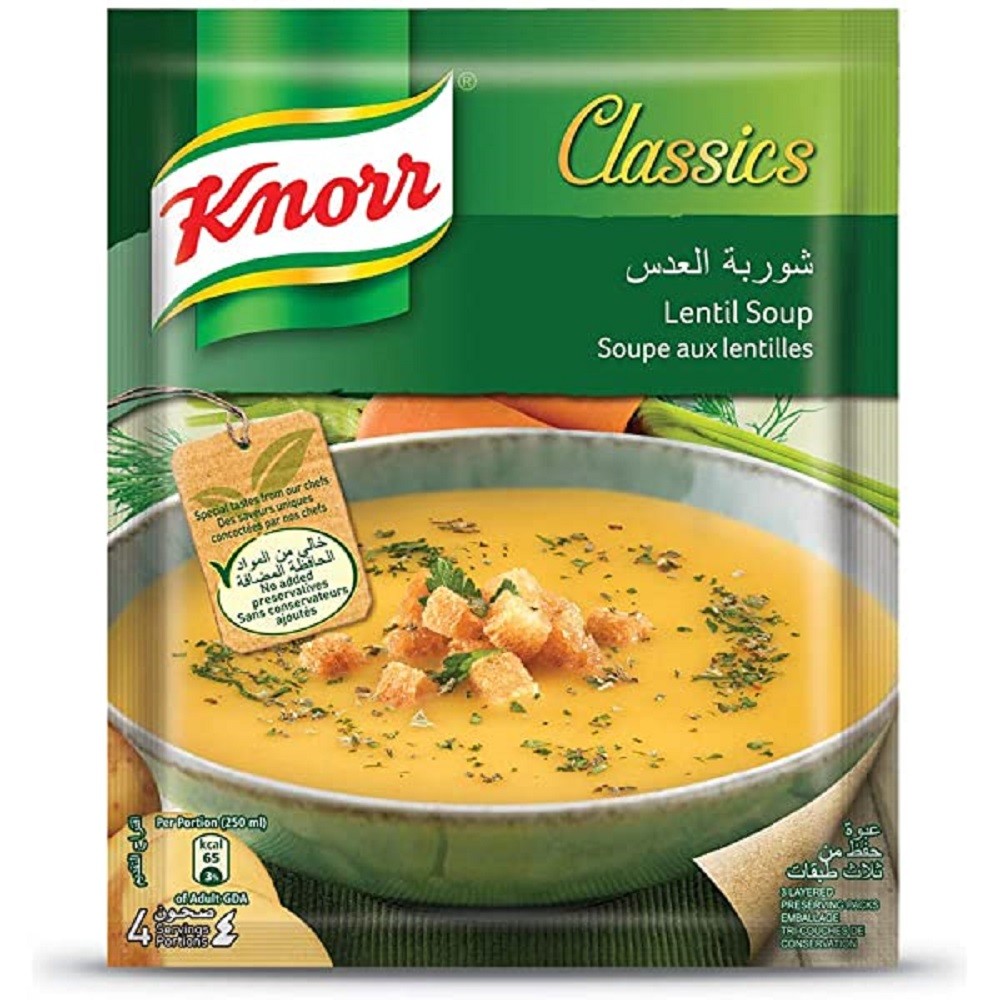 Knorr
®
Classics
شوربة العدس
Lentil Soup
Soupe aux lentilles
Special tastes from our chefs
Des saveurs uniques
concoctées par nos chefs
خالي من المواد
الحافظة المضافة
No added
preservatives
Sans conservateurs
ajoutés
Per Portion (250 ml)
kcal
65
3%
of Adult GDA
4
صحون
Servings
Portions
عبوة
حفظ من
ثلاث طبقات
3 LAYERED
PRESERVING PACKS
EMBALLAGE
TRI-COUCHES DE
CONSERVATION